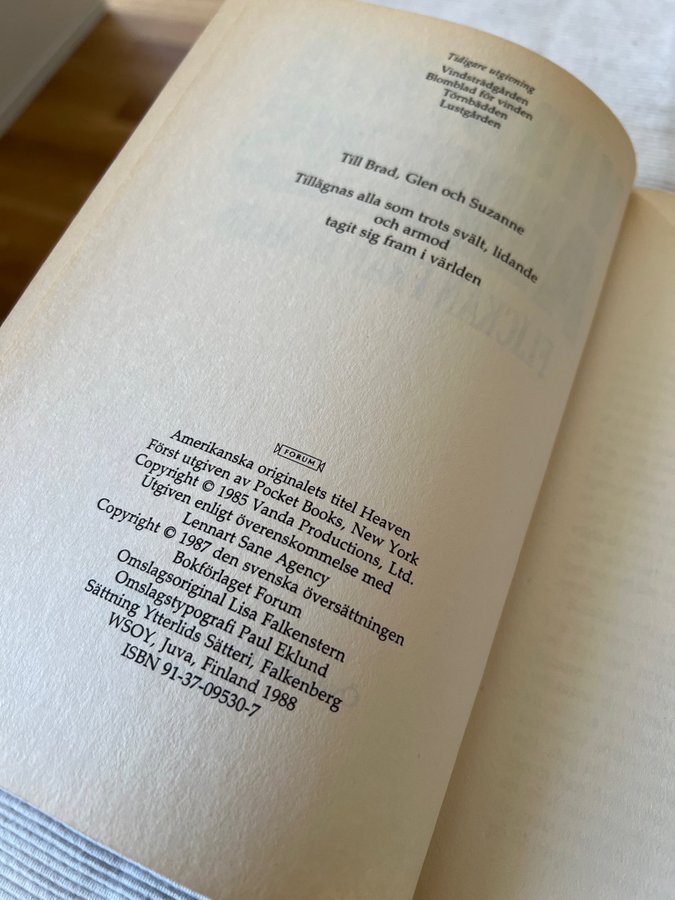 Tidigare utgivning
Vindsträdgården
Blomblad för vinden
Törnbädden
Lustgården
Till Brad, Glen och Suzanne
Tillägnas alla som trots svält, lidande
och armod
tagit sig fram i världen
FORUM
Amerikanska originalets titel Heaven
Först utgiven av Pocket Books, New York
Copyright © 1985 Vanda Productions, Ltd.
Utgiven enligt överenskommelse med
Lennart Sane Agency
Copyright © 1987 den svenska översättningen
Bokförlaget Forum
Omslagsoriginal Lisa Falkenstern
Omslagstypografi Paul Eklund
Sättning Ytterlids Sätteri, Falkenberg
WSOY, Juva, Finland 1988
ISBN 91-37-09530-7